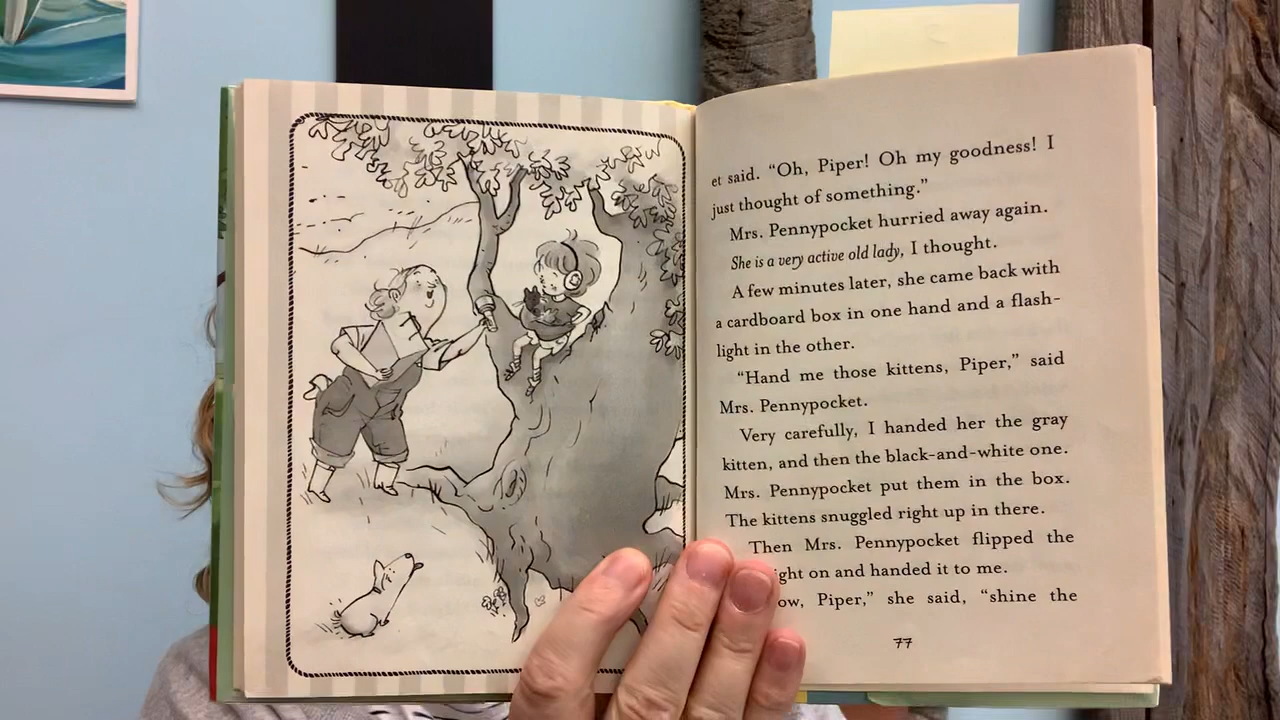 et said. “Oh, Piper! Oh my goodness! I
just thought of something.”
Mrs. Pennypocket hurried away again.
She is a very active old lady, I thought.
A few minutes later, she came back with
a cardboard box in one hand and a flash-
light in the other.
“Hand me those kittens, Piper,” said
Mrs. Pennypocket.
Very carefully, I handed her the gray
kitten, and then the black-and-white one.
Mrs. Pennypocket put them in the box.
The kittens snuggled right up in there.
Then Mrs. Pennypocket flipped the
ight on and handed it to me.
ow, Piper,” she said, “shine the
77